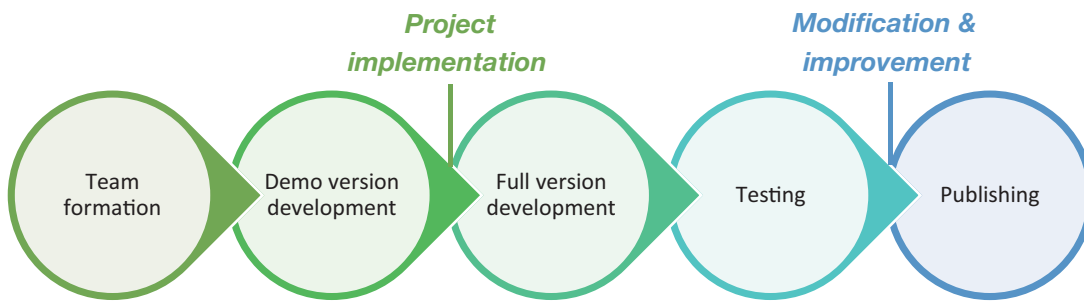 Project
implementation
Modification &
improvement
Team
formation
Demo version
development
Full version
development
Testing
Publishing